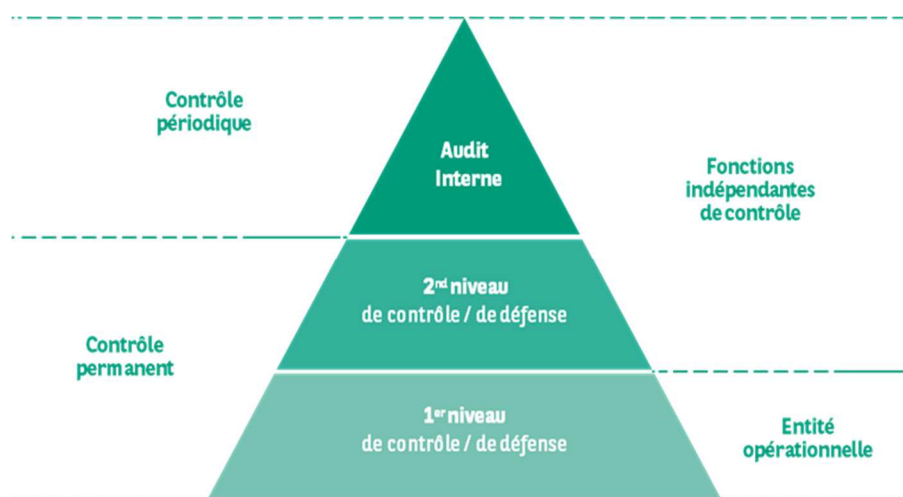 Contrôle
périodique
Audit
Interne
Fonctions
indépendantes
de contrôle
2nd niveau
de contrôle / de défense
Contrôle
permanent
1er niveau
de contrôle / de défense
Entité
opérationnelle